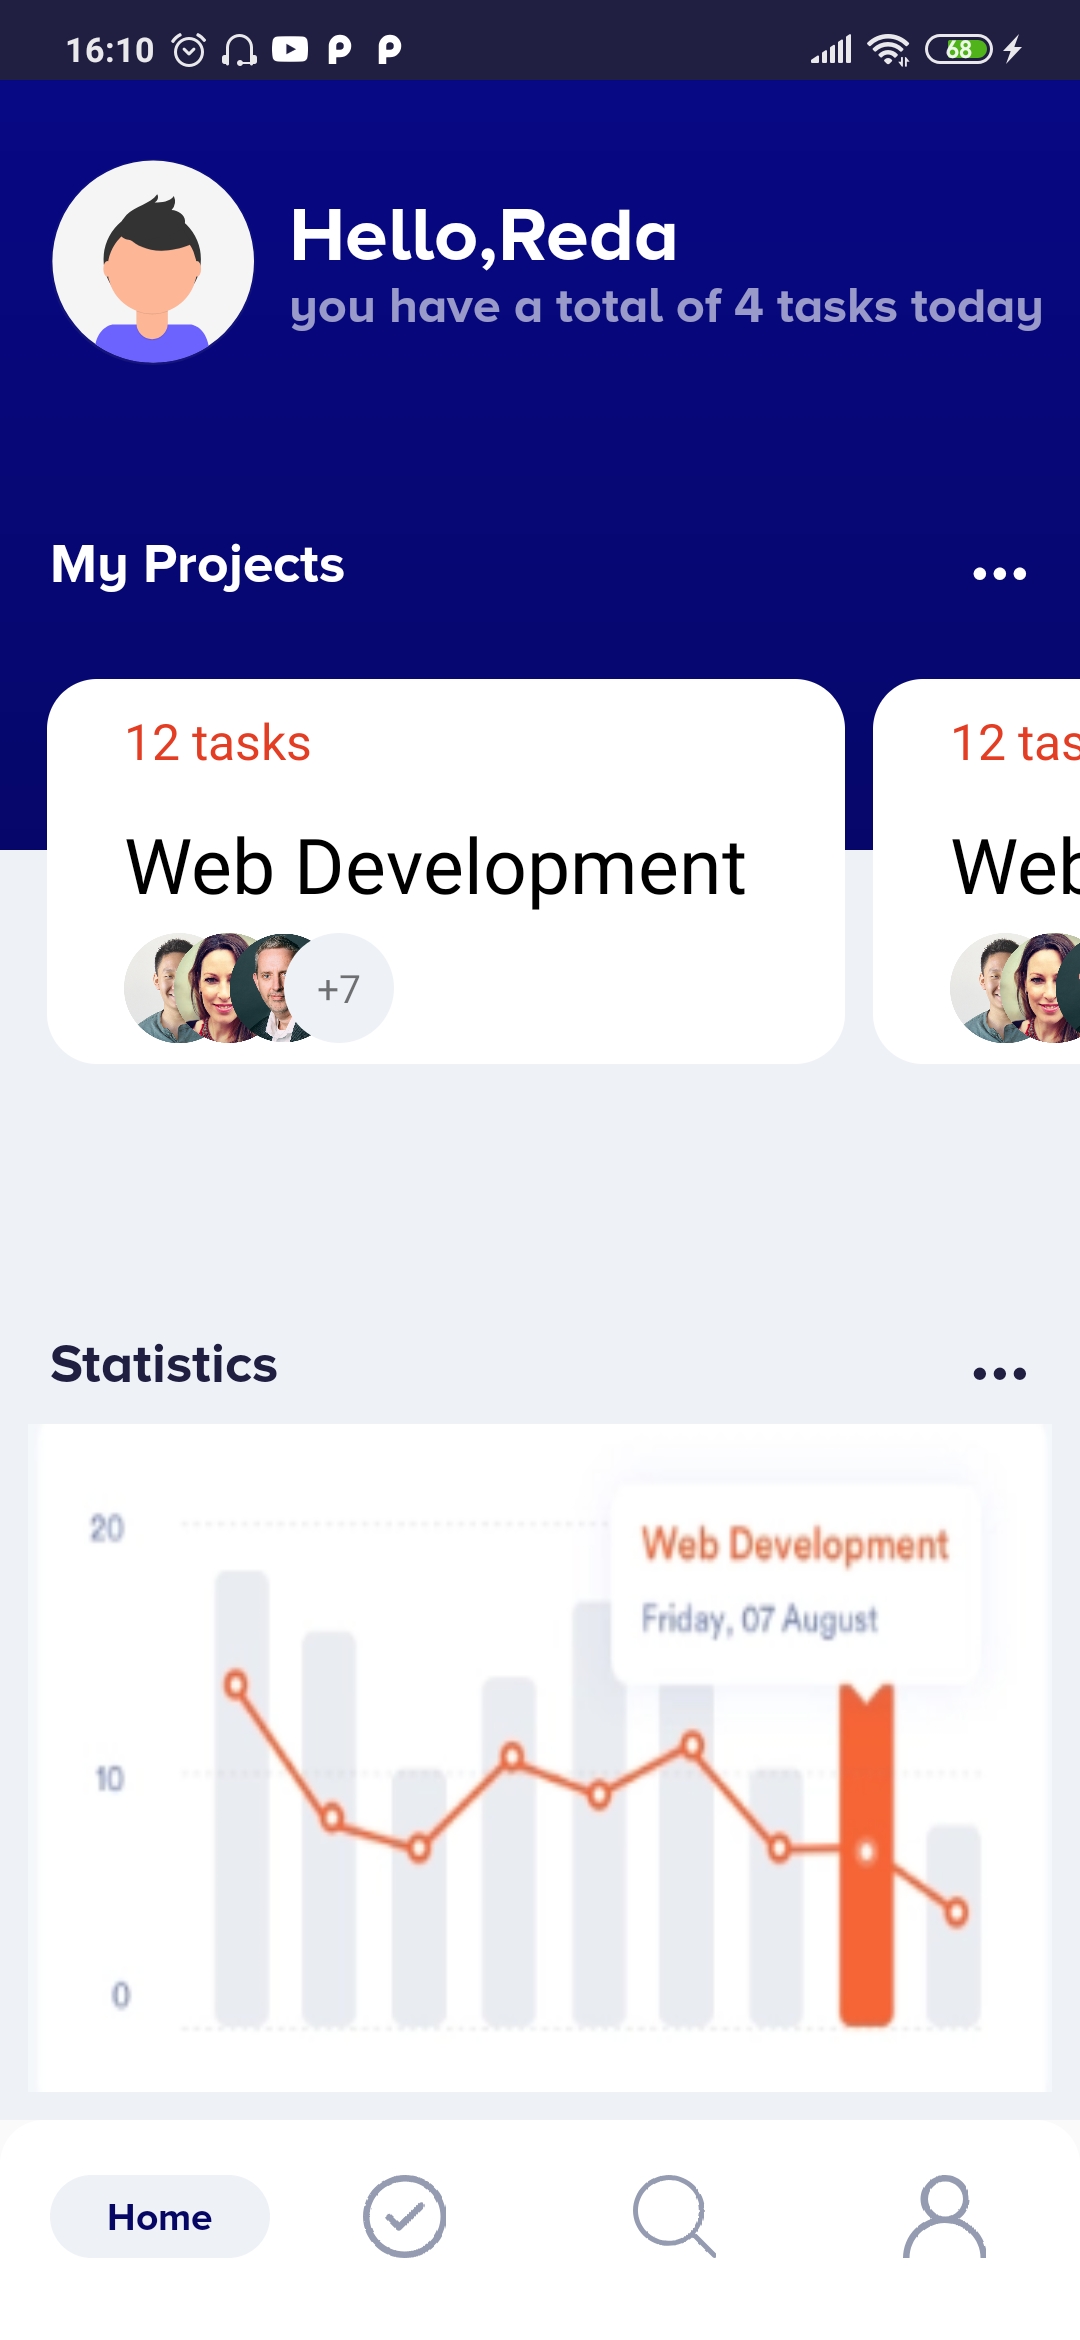 16:10
68
Hello,Reda
you have a total of 4 tasks today
My Projects
12 tasks
Web Development
+7
12 tas
Web
Statistics
20
Web Development
Friday, 07 August
10
0
Home